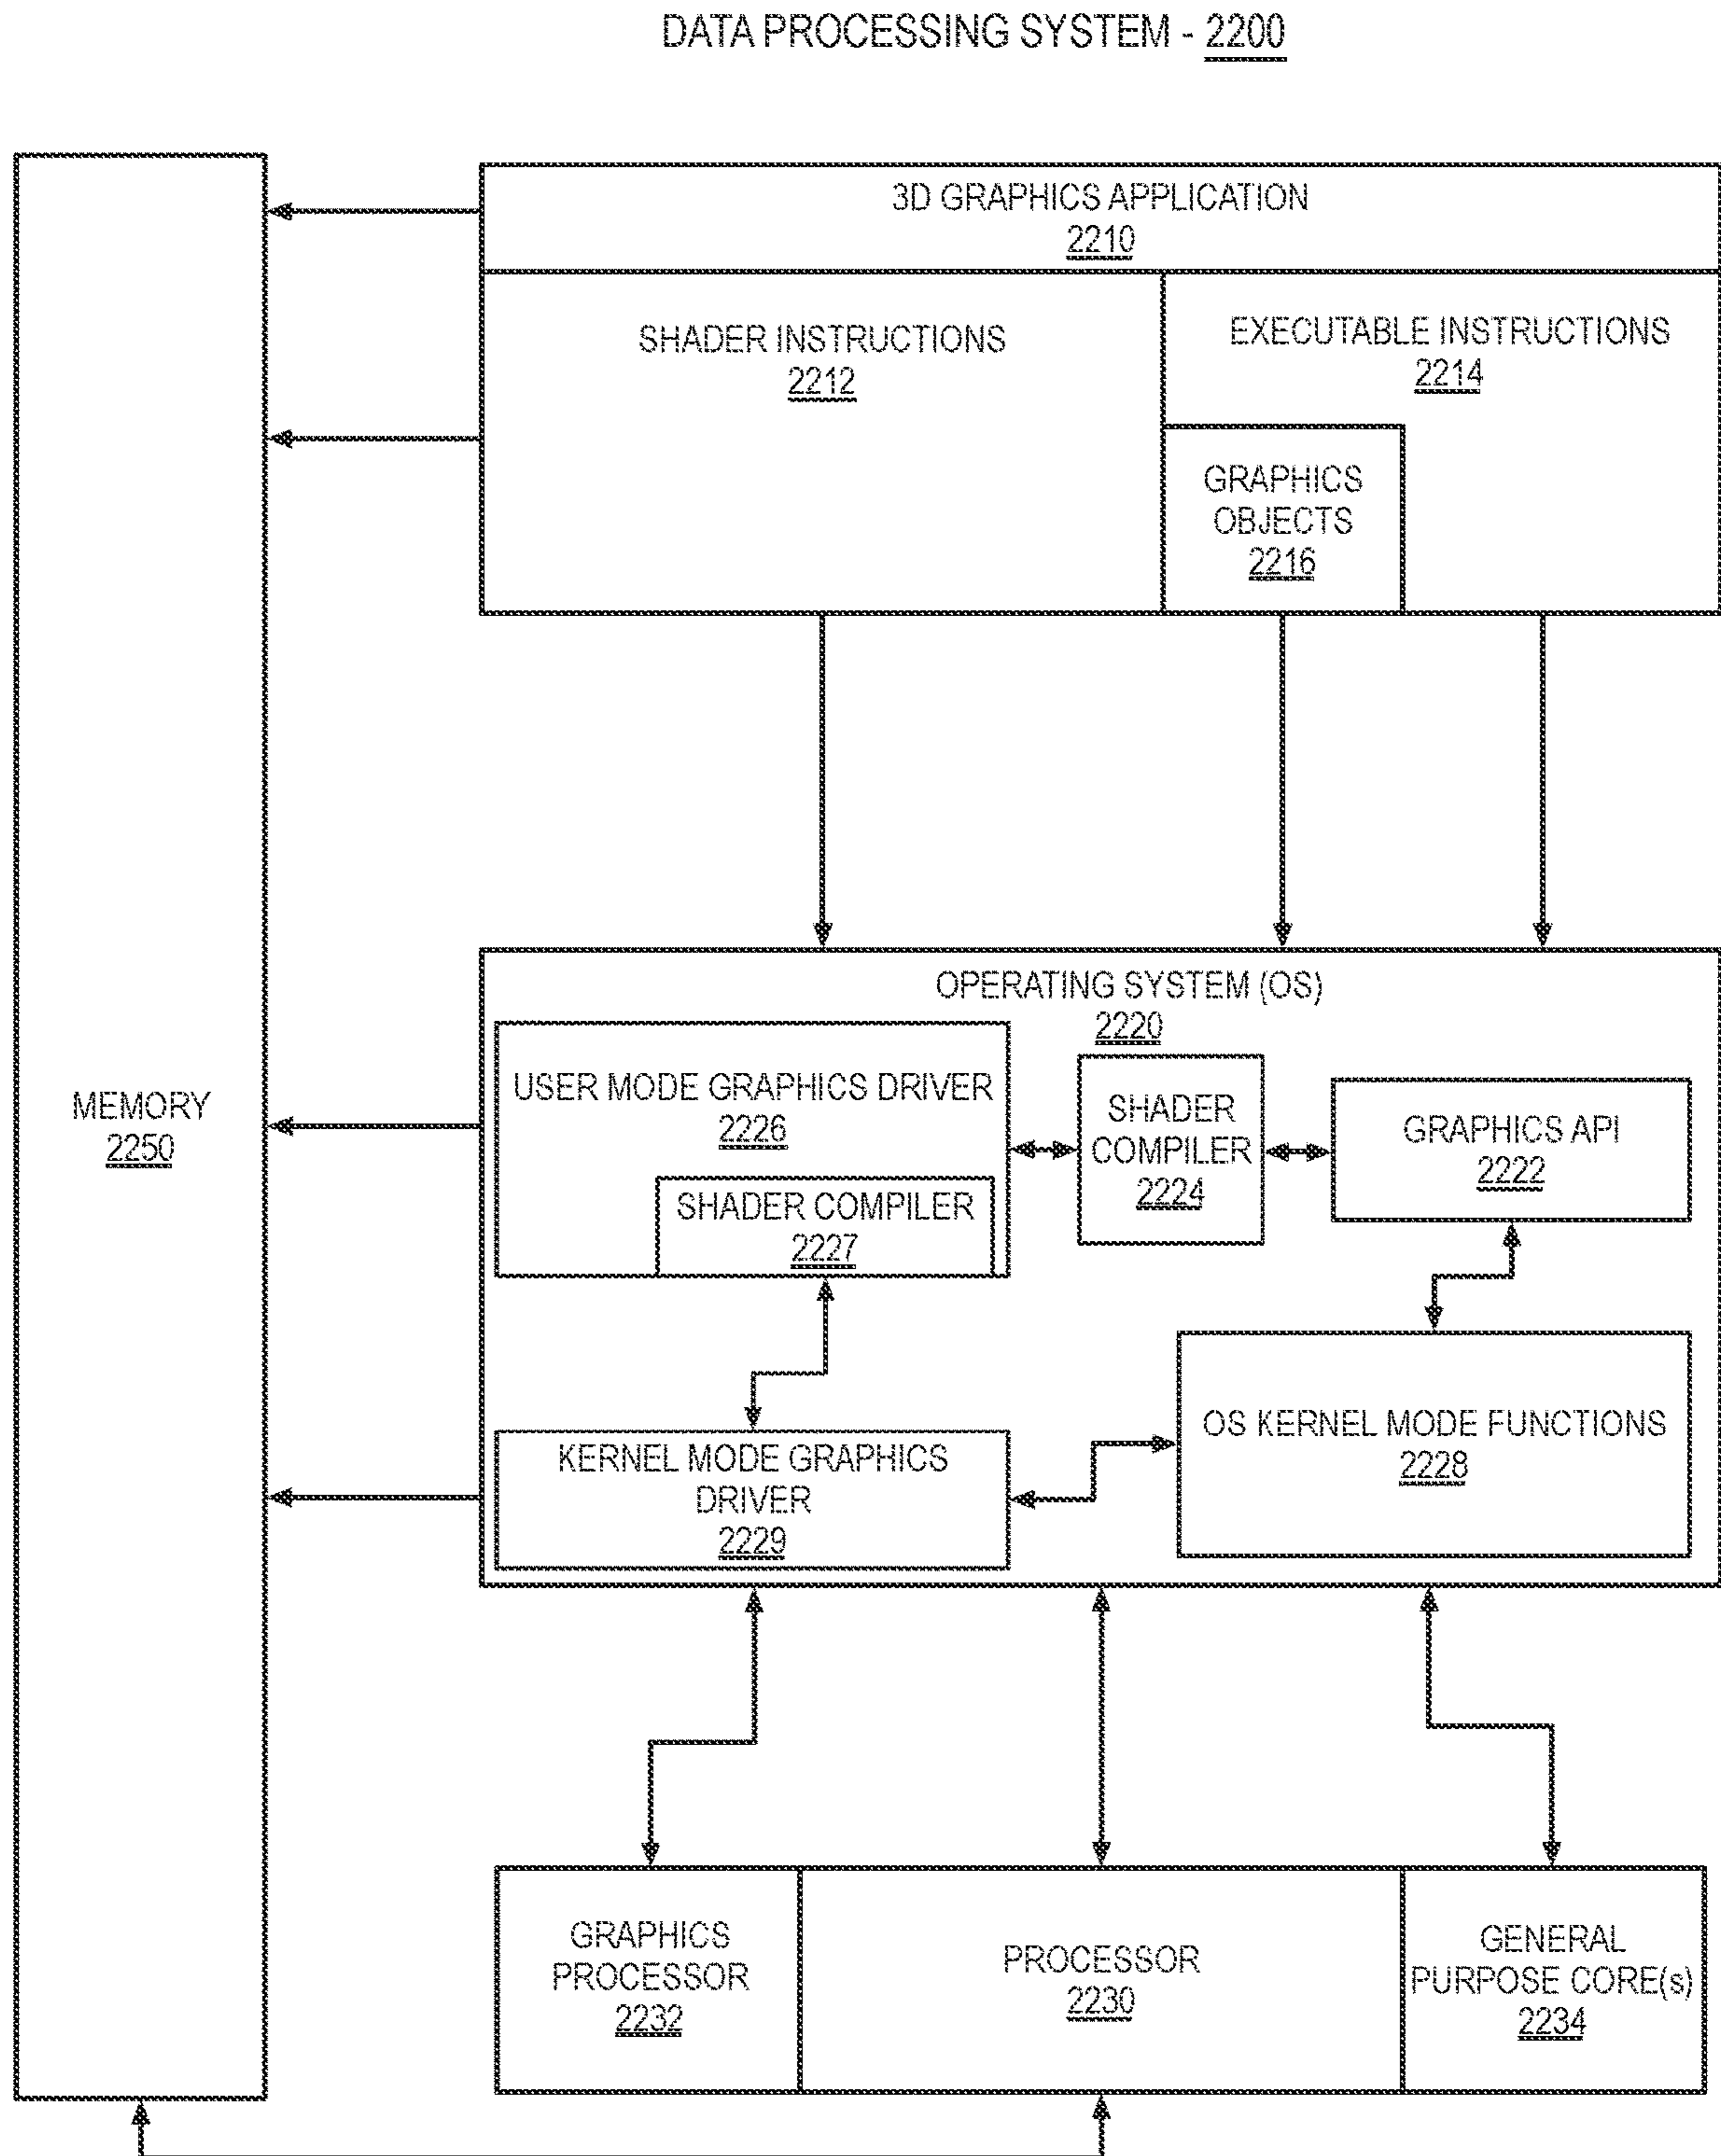 DATA PROCESSING SYSTEM - 2200
3D GRAPHICS APPLICATION
2210
SHADER INSTRUCTIONS
2212
EXECUTABLE INSTRUCTIONS
2214
GRAPHICS
OBJECTS
2216
MEMORY
2250
OPERATING SYSTEM (OS)
2220
USER MODE GRAPHICS DRIVER
2226
SHADER COMPILER
2227
SHADER
COMPILER
2224
GRAPHICS API
2222
KERNEL MODE GRAPHICS
DRIVER
2229
OS KERNEL MODE FUNCTIONS
2228
GRAPHICS
PROCESSOR
2232
PROCESSOR
2230
GENERAL
PURPOSE CORE(s)
2234